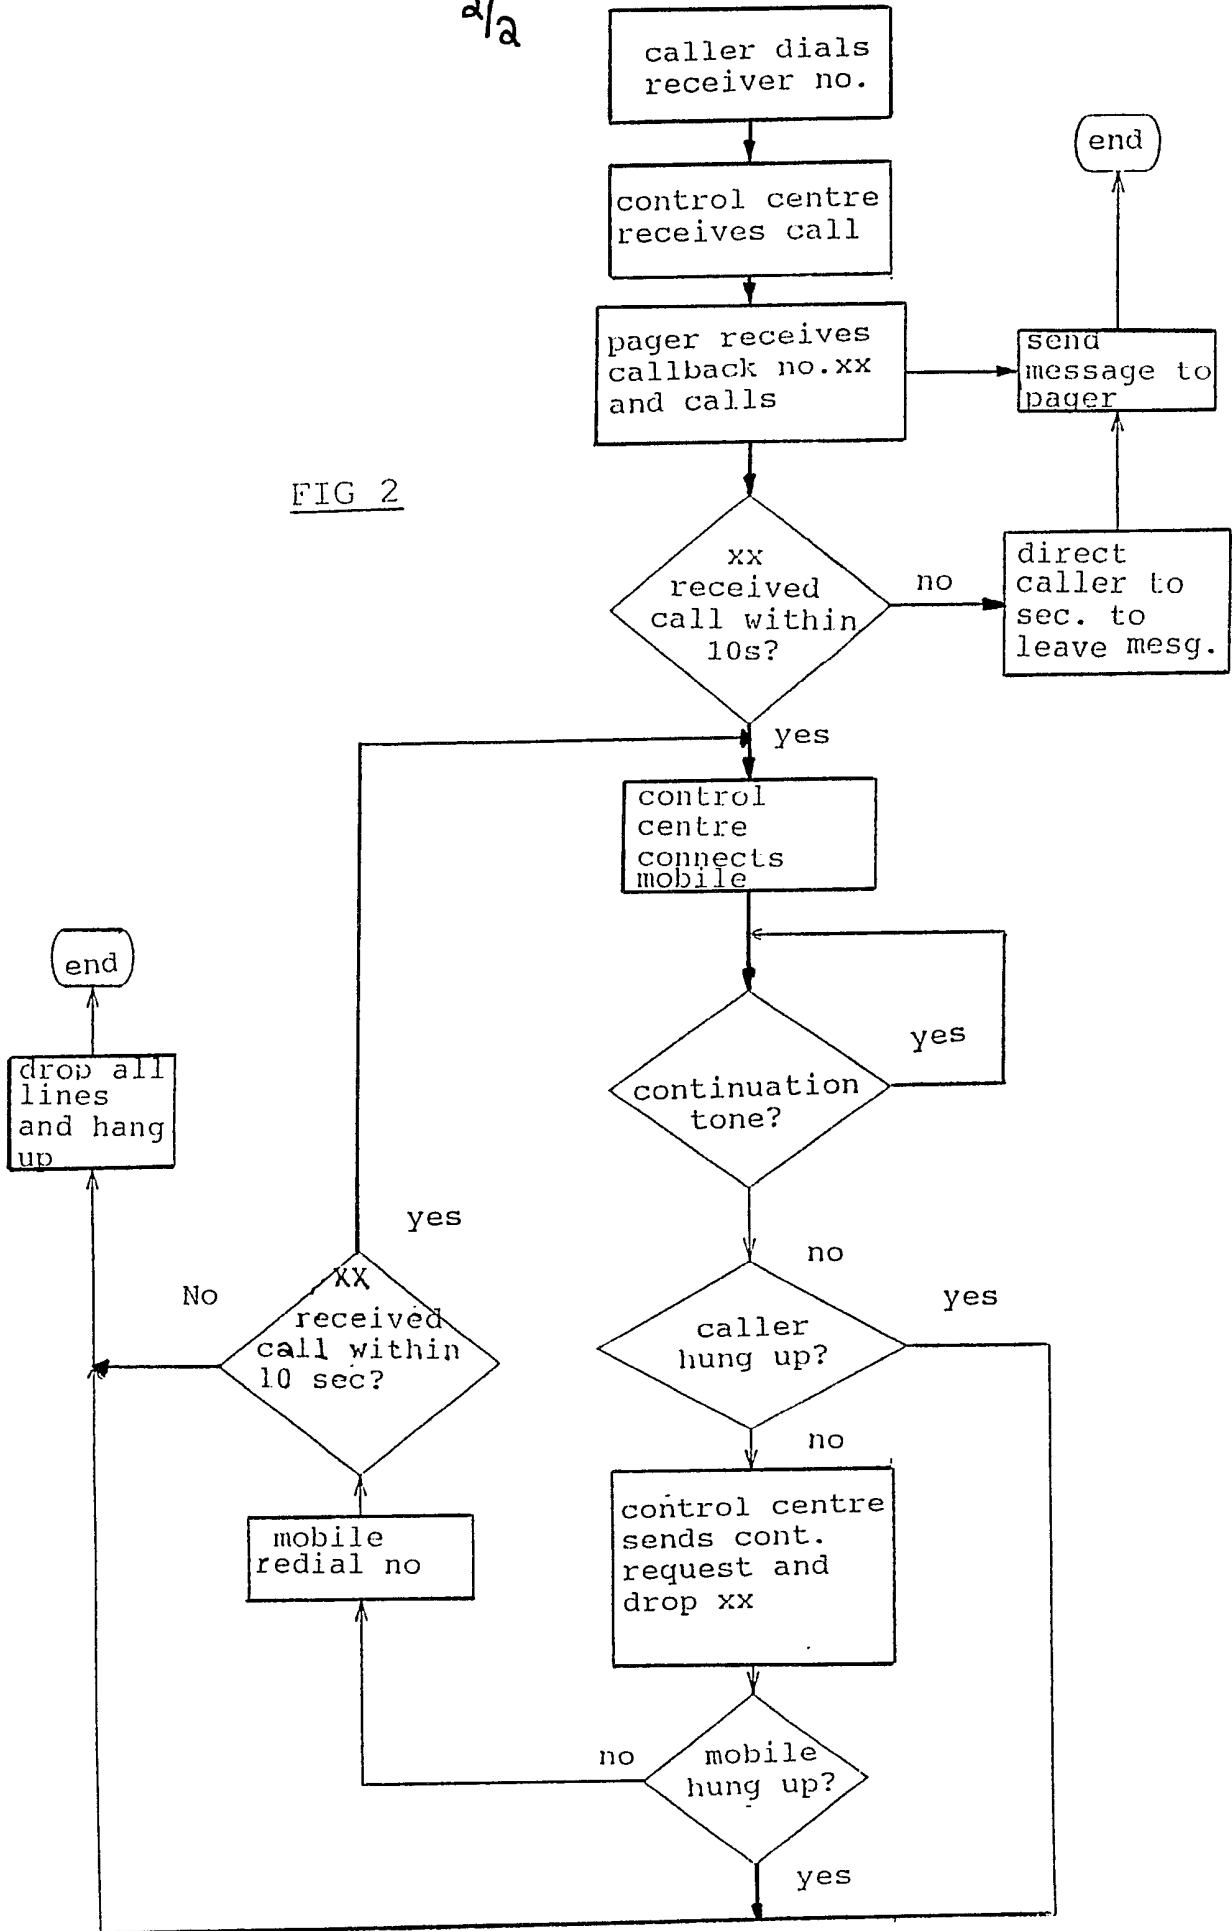 2/2
caller dials
receiver no.
end
control centre
receives call
pager receives
callback no.xx
and calls
send
message to
pager
FIG 2
xx
received
call within
10s?
no
direct
caller to
sec. to
leave mesg.
yes
control
centre
connects
mobile
end
drop all
lines
and hang
up
yes
continuation
tone?
yes
no
No
XX
received
call within
10 sec?
caller
hung up?
yes
no
control centre
sends cont.
request and
drop xx
mobile
redial no
no
mobile
hung up?
yes